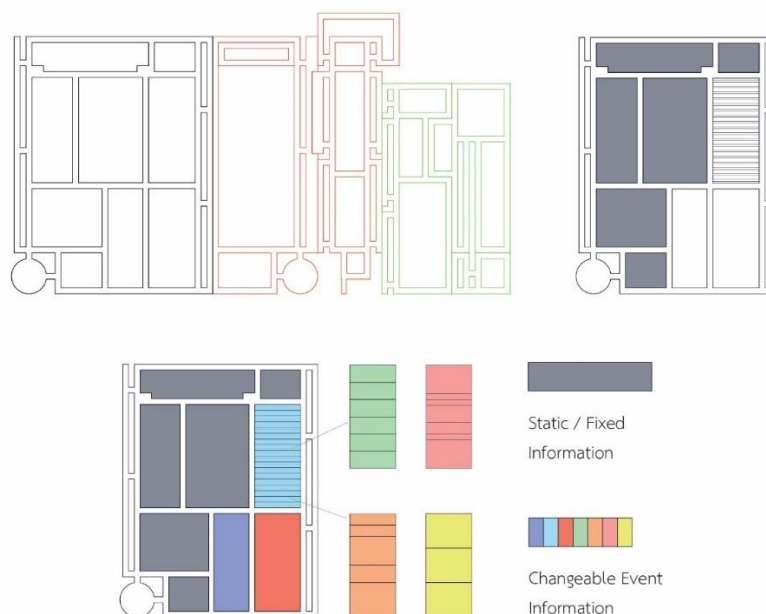 Static / Fixed
Information
Changeable Event
Information